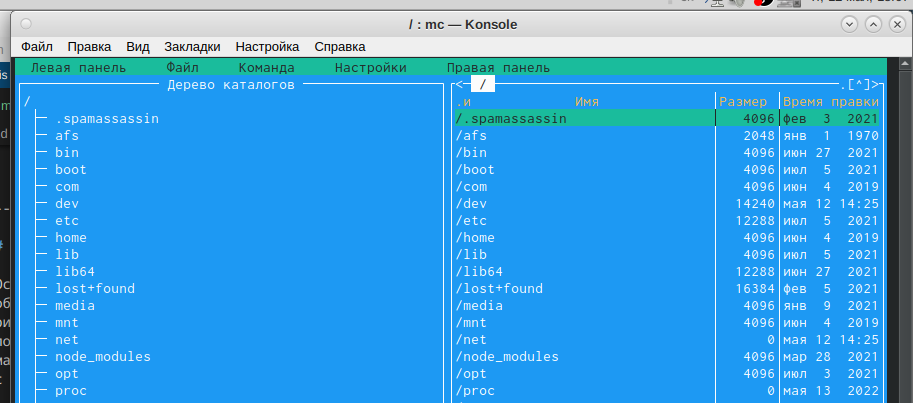 / : mc — Konsole
Файл Правка Вид Закладки Настройка Справка
Левая панель Файл Команда Настройки Правая панель
Дерево каталогов
/
.spamassassin
afs
bin
boot
com
dev
etc
home
lib
lib64
lost+found
media
mnt
net
node_modules
opt
proc
<─ / .[^]>
.и Имя Размер Время правки
/.spamassassin 4096 фев 3 2021
/afs 2048 янв 1 1970
/bin 4096 июн 27 2021
/boot 4096 июл 5 2021
/com 4096 июн 4 2019
/dev 14240 мая 12 14:25
/etc 12288 июл 5 2021
/home 4096 июн 4 2019
/lib 4096 июл 5 2021
/lib64 12288 июн 27 2021
/lost+found 16384 фев 5 2021
/media 4096 янв 9 2021
/mnt 4096 июн 4 2019
/net 0 мая 12 14:25
/node_modules 4096 мар 28 2021
/opt 4096 июл 3 2021
/proc 0 мая 13 2022